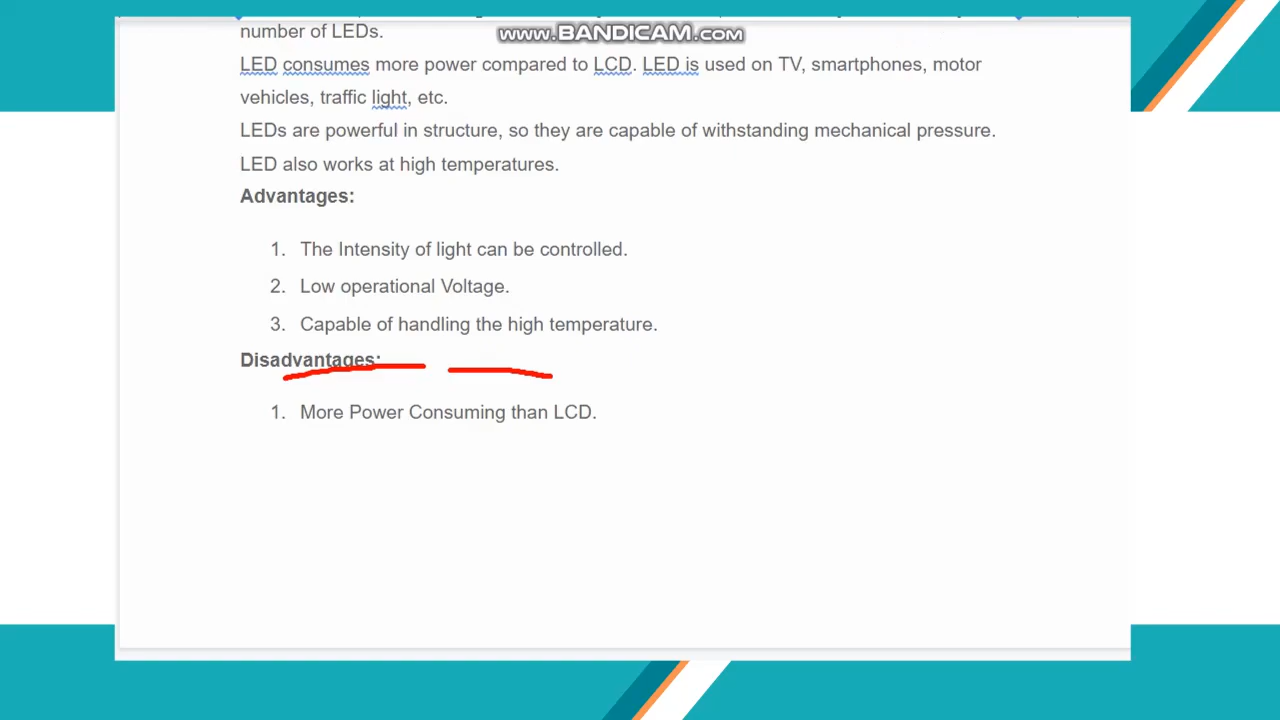 www.BANDICAM.com
number of LEDs.
LED consumes more power compared to LCD. LED is used on TV, smartphones, motor
vehicles, traffic light, etc.
LEDs are powerful in structure, so they are capable of withstanding mechanical pressure.
LED also works at high temperatures.
Advantages:
1. The Intensity of light can be controlled.
2. Low operational Voltage.
3. Capable of handling the high temperature.
Disadvantages:
1. More Power Consuming than LCD.